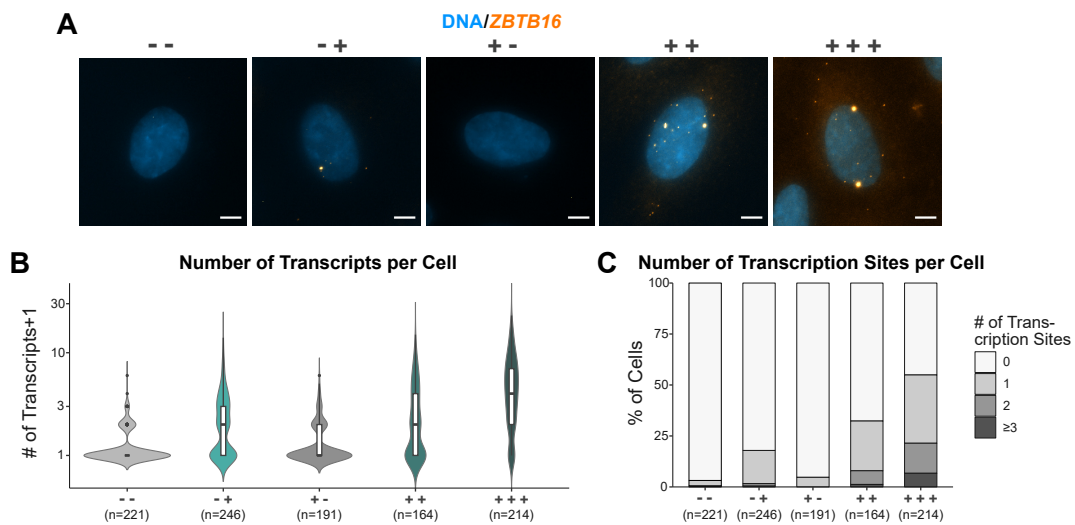 A
DNA/ZBTB16
- -
- +
+ -
+ +
+ + +
B
Number of Transcripts per Cell
# of Transcripts+1
30
10
3
1
- -
- +
+ -
+ +
+ + +
(n=221)
(n=246)
(n=191)
(n=164)
(n=214)
C
Number of Transcription Sites per Cell
% of Cells
100
75
50
25
0
- -
- +
+ -
+ +
+ + +
(n=221)
(n=246)
(n=191)
(n=164)
(n=214)
# of Trans-
cription Sites
0
1
2
≥3